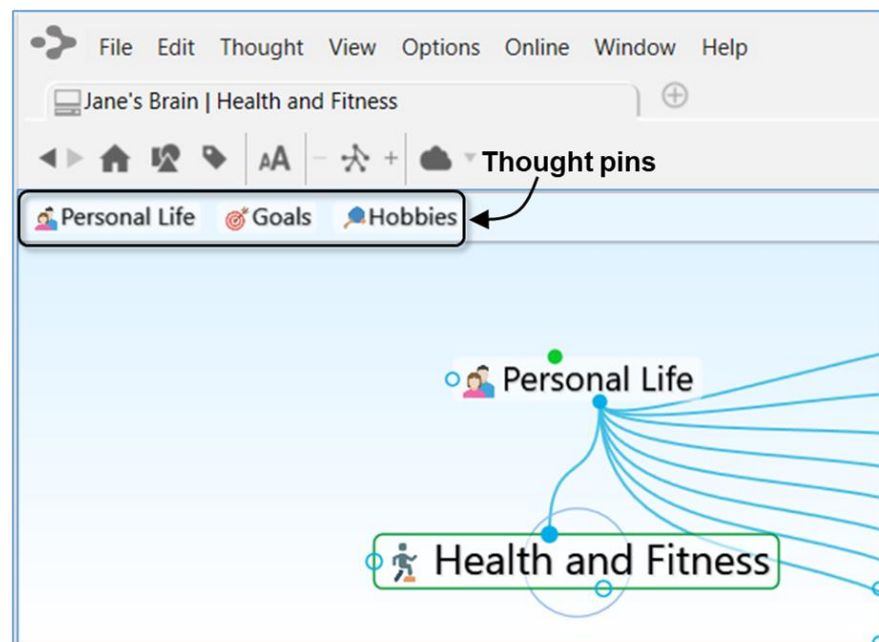 File Edit Thought View Options Online Window Help
Jane's Brain | Health and Fitness
AA
Thought pins
Personal Life Goals Hobbies
Personal Life
Health and Fitness